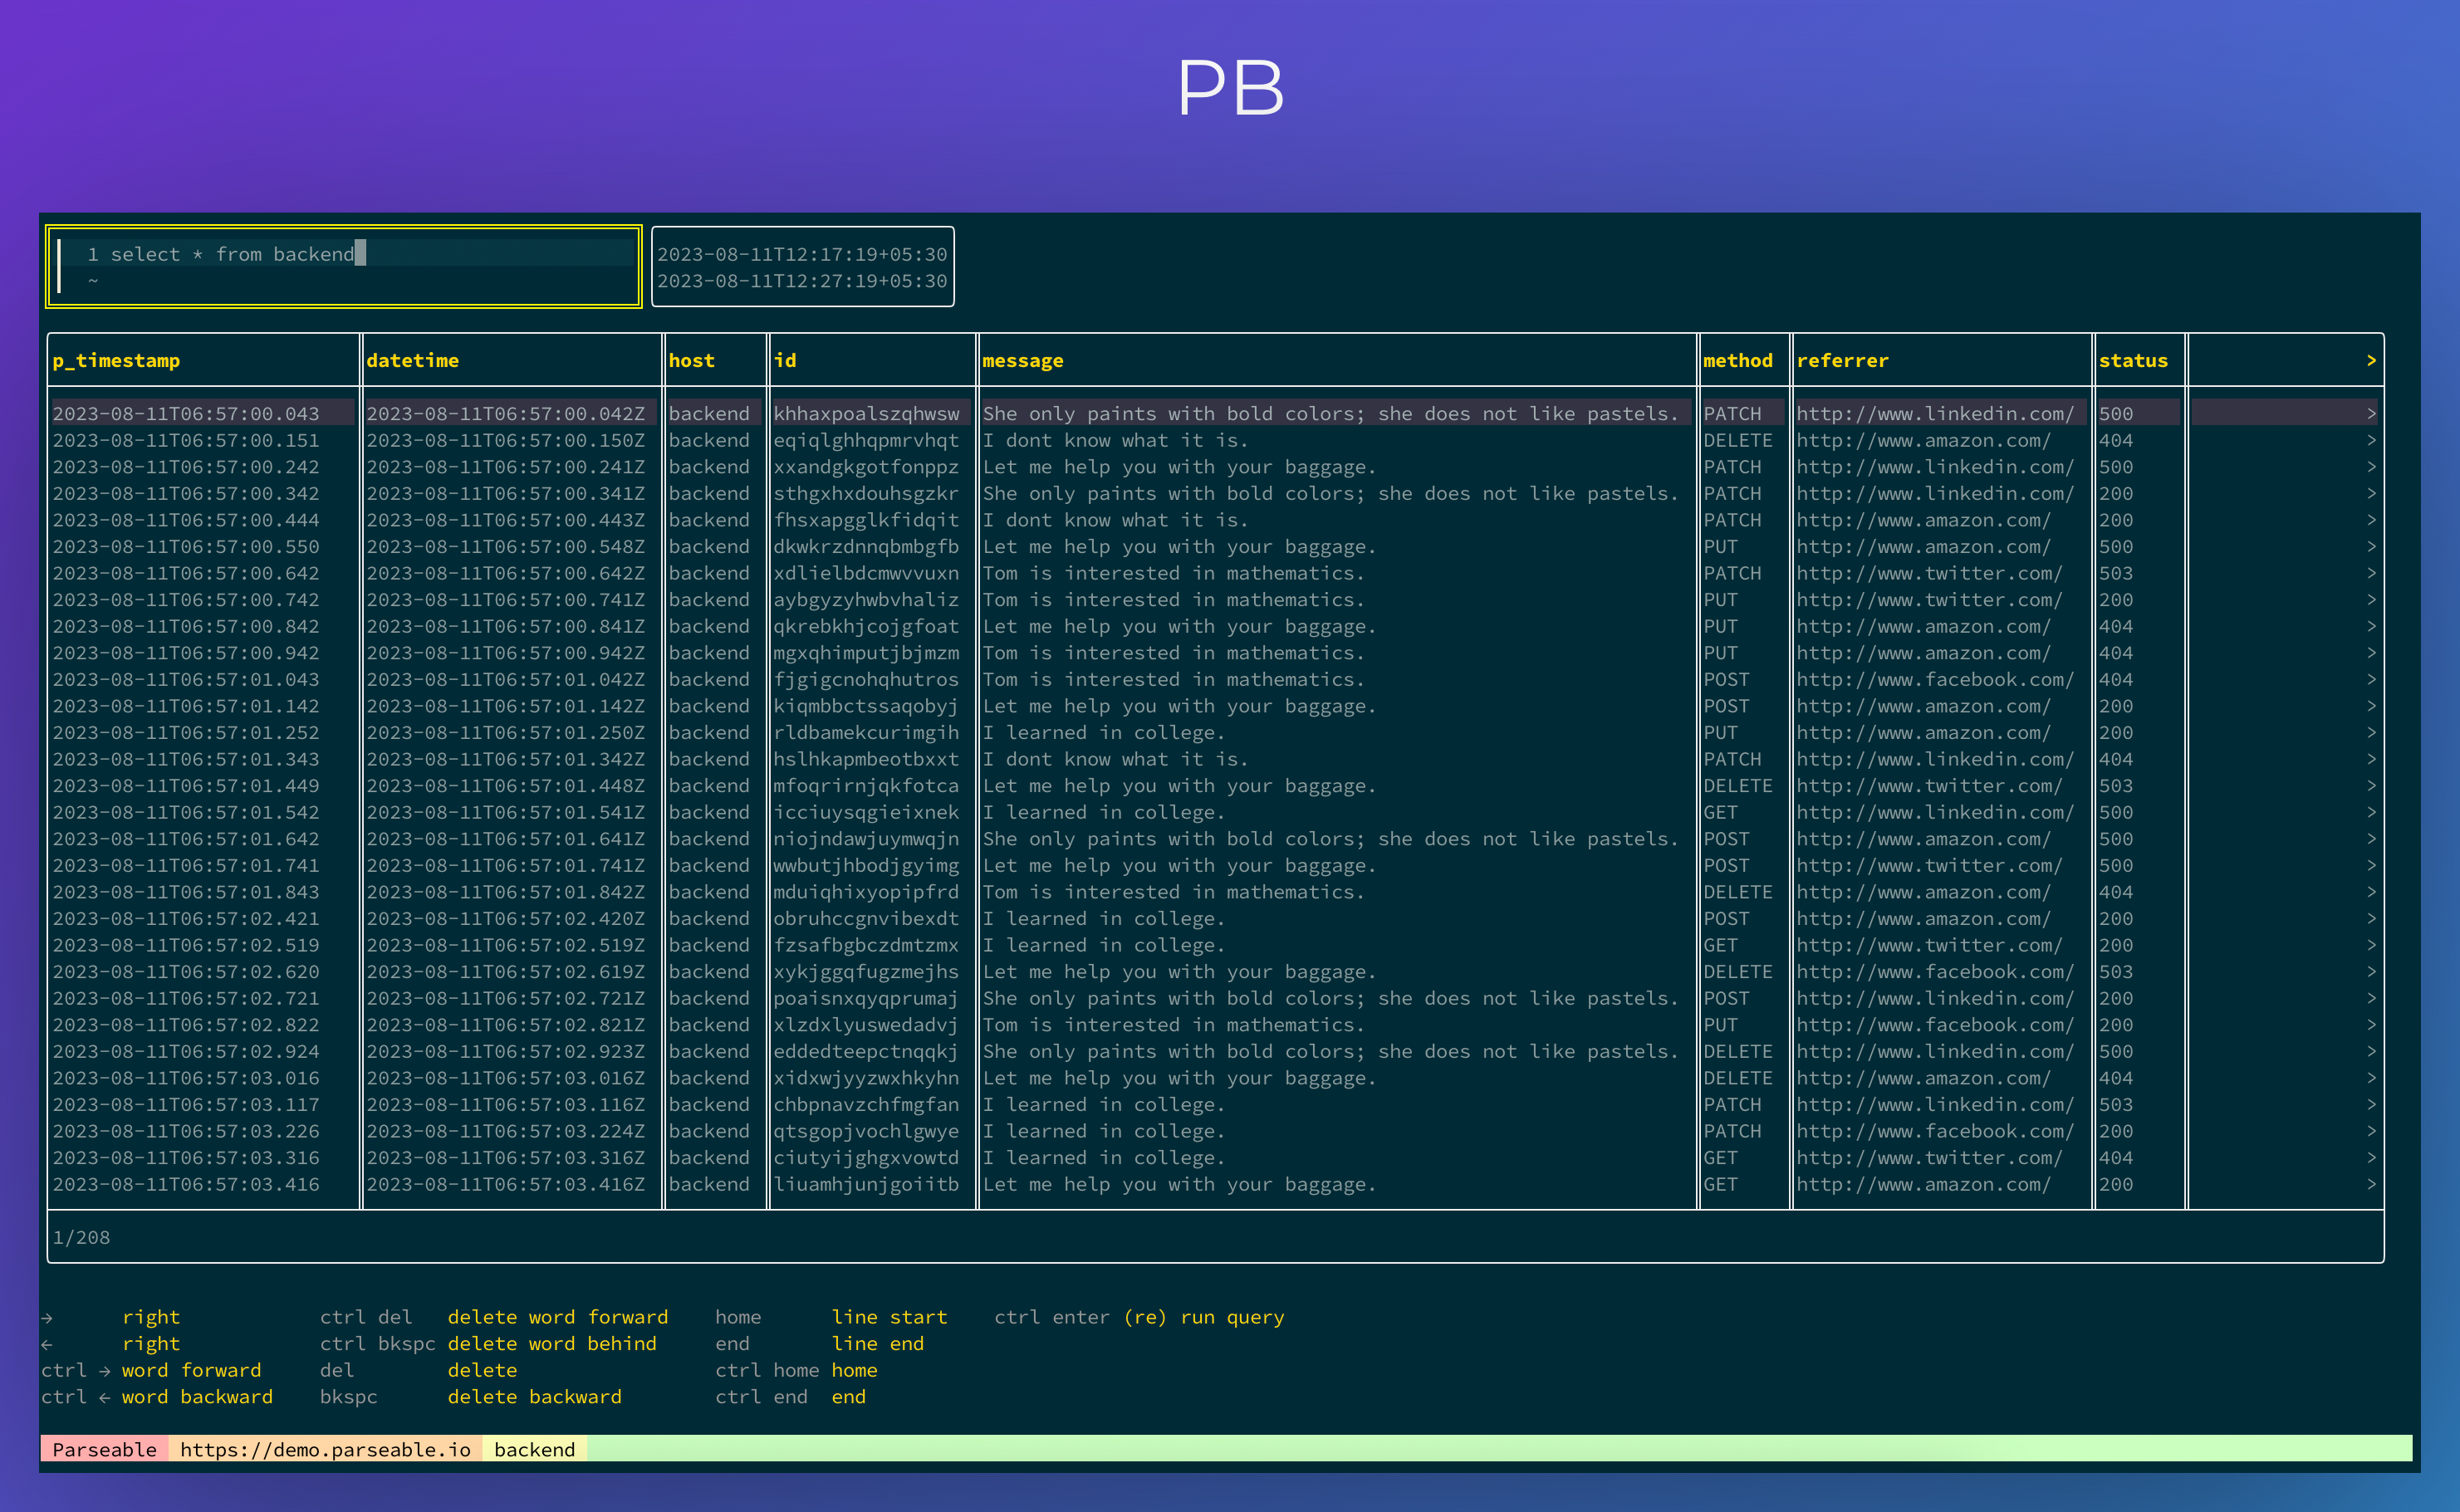 PB
1 select * from backend
~
2023-08-11T12:17:19+05:30
2023-08-11T12:27:19+05:30
p_timestamp datetime host id message method referrer status >
2023-08-11T06:57:00.043 2023-08-11T06:57:00.042Z backend khhaxpoalszqhwsw She only paints with bold colors; she does not like pastels. PATCH http://www.linkedin.com/ 500 >
2023-08-11T06:57:00.151 2023-08-11T06:57:00.150Z backend eqiqlghhqpmrvhqt I dont know what it is. DELETE http://www.amazon.com/ 404 >
2023-08-11T06:57:00.242 2023-08-11T06:57:00.241Z backend xxandgkgotfonppz Let me help you with your baggage. PATCH http://www.linkedin.com/ 500 >
2023-08-11T06:57:00.342 2023-08-11T06:57:00.341Z backend sthgxhxdouhsgzkr She only paints with bold colors; she does not like pastels. PATCH http://www.linkedin.com/ 200 >
2023-08-11T06:57:00.444 2023-08-11T06:57:00.443Z backend fhsxapgglkfidqit I dont know what it is. PATCH http://www.amazon.com/ 200 >
2023-08-11T06:57:00.550 2023-08-11T06:57:00.548Z backend dkwkrzdnnqbmbgfb Let me help you with your baggage. PUT http://www.amazon.com/ 500 >
2023-08-11T06:57:00.642 2023-08-11T06:57:00.642Z backend xdlielbdcmwvvuxn Tom is interested in mathematics. PATCH http://www.twitter.com/ 503 >
2023-08-11T06:57:00.742 2023-08-11T06:57:00.741Z backend aybgyzyhwbvhaliz Tom is interested in mathematics. PUT http://www.twitter.com/ 200 >
2023-08-11T06:57:00.842 2023-08-11T06:57:00.841Z backend qkrebkhjcojgfoat Let me help you with your baggage. PUT http://www.amazon.com/ 404 >
2023-08-11T06:57:00.942 2023-08-11T06:57:00.942Z backend mgxqhimputjbjmzm Tom is interested in mathematics. PUT http://www.amazon.com/ 404 >
2023-08-11T06:57:01.043 2023-08-11T06:57:01.042Z backend fjgigcnohqhutros Tom is interested in mathematics. POST http://www.facebook.com/ 404 >
2023-08-11T06:57:01.142 2023-08-11T06:57:01.142Z backend kiqmbbctssaqobyj Let me help you with your baggage. POST http://www.amazon.com/ 200 >
2023-08-11T06:57:01.252 2023-08-11T06:57:01.250Z backend rldbamekcurimgih I learned in college. PUT http://www.amazon.com/ 200 >
2023-08-11T06:57:01.343 2023-08-11T06:57:01.342Z backend hslhkapmbeotbxxt I dont know what it is. PATCH http://www.linkedin.com/ 404 >
2023-08-11T06:57:01.449 2023-08-11T06:57:01.448Z backend mfoqrirnjqkfotca Let me help you with your baggage. DELETE http://www.twitter.com/ 503 >
2023-08-11T06:57:01.542 2023-08-11T06:57:01.541Z backend icciuysqgieixnek I learned in college. GET http://www.linkedin.com/ 500 >
2023-08-11T06:57:01.642 2023-08-11T06:57:01.641Z backend niojndawjuymwqjn She only paints with bold colors; she does not like pastels. POST http://www.amazon.com/ 500 >
2023-08-11T06:57:01.741 2023-08-11T06:57:01.741Z backend wwbutjhbodjgyimg Let me help you with your baggage. POST http://www.twitter.com/ 500 >
2023-08-11T06:57:01.843 2023-08-11T06:57:01.842Z backend mduiqhixyopipfrd Tom is interested in mathematics. DELETE http://www.amazon.com/ 404 >
2023-08-11T06:57:02.421 2023-08-11T06:57:02.420Z backend obruhccgnvibexdt I learned in college. POST http://www.amazon.com/ 200 >
2023-08-11T06:57:02.519 2023-08-11T06:57:02.519Z backend fzsafbgbczdmtzmx I learned in college. GET http://www.twitter.com/ 200 >
2023-08-11T06:57:02.620 2023-08-11T06:57:02.619Z backend xykjggqfugzmejhs Let me help you with your baggage. DELETE http://www.facebook.com/ 503 >
2023-08-11T06:57:02.721 2023-08-11T06:57:02.721Z backend poaisnxqyqprumaj She only paints with bold colors; she does not like pastels. POST http://www.linkedin.com/ 200 >
2023-08-11T06:57:02.822 2023-08-11T06:57:02.821Z backend xlzdxlyuswedadvj Tom is interested in mathematics. PUT http://www.facebook.com/ 200 >
2023-08-11T06:57:02.924 2023-08-11T06:57:02.923Z backend eddedteepctnqqkj She only paints with bold colors; she does not like pastels. DELETE http://www.linkedin.com/ 500 >
2023-08-11T06:57:03.016 2023-08-11T06:57:03.016Z backend xidxwjyyzwxhkyhn Let me help you with your baggage. DELETE http://www.amazon.com/ 404 >
2023-08-11T06:57:03.117 2023-08-11T06:57:03.116Z backend chbpnavzchfmgfan I learned in college. PATCH http://www.linkedin.com/ 503 >
2023-08-11T06:57:03.226 2023-08-11T06:57:03.224Z backend qtsgopjvochlgwye I learned in college. PATCH http://www.facebook.com/ 200 >
2023-08-11T06:57:03.316 2023-08-11T06:57:03.316Z backend ciutyijghgxvowtd I learned in college. GET http://www.twitter.com/ 404 >
2023-08-11T06:57:03.416 2023-08-11T06:57:03.416Z backend liuamhjunjgoiitb Let me help you with your baggage. GET http://www.amazon.com/ 200 >
1/208
→ right ctrl del delete word forward home line start ctrl enter (re) run query
← right ctrl bkspc delete word behind end line end
ctrl → word forward del delete ctrl home home
ctrl ← word backward bkspc delete backward ctrl end end
Parseable https://demo.parseable.io backend